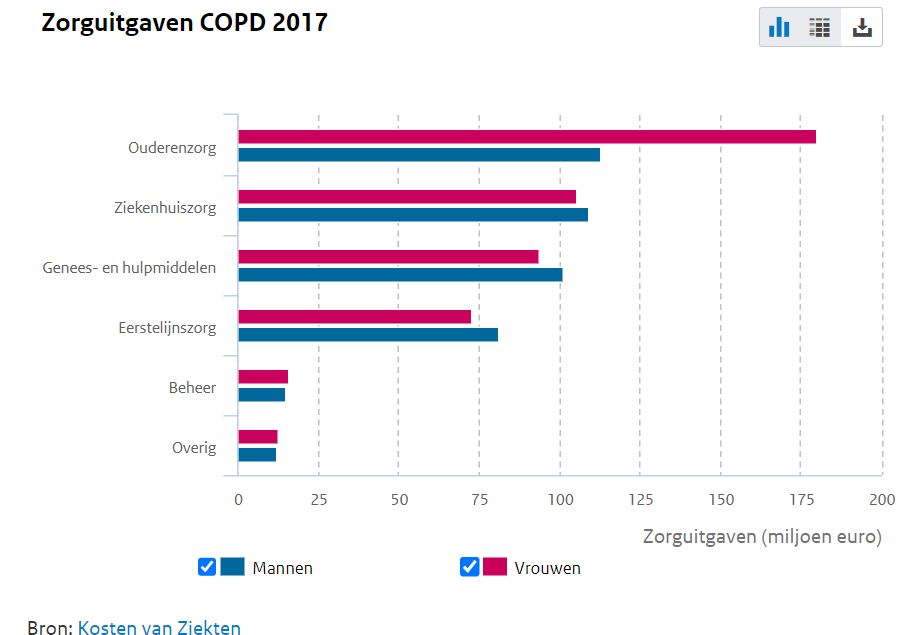 Zorguitgaven COPD 2017
Ouderenzorg
Ziekenhuiszorg
Genees- en hulpmiddelen
Eerstelijnszorg
Beheer
Overig
0 25 50 75 100 125 150 175 200
Zorguitgaven (miljoen euro)
Mannen Vrouwen
Bron: Kosten van Ziekten